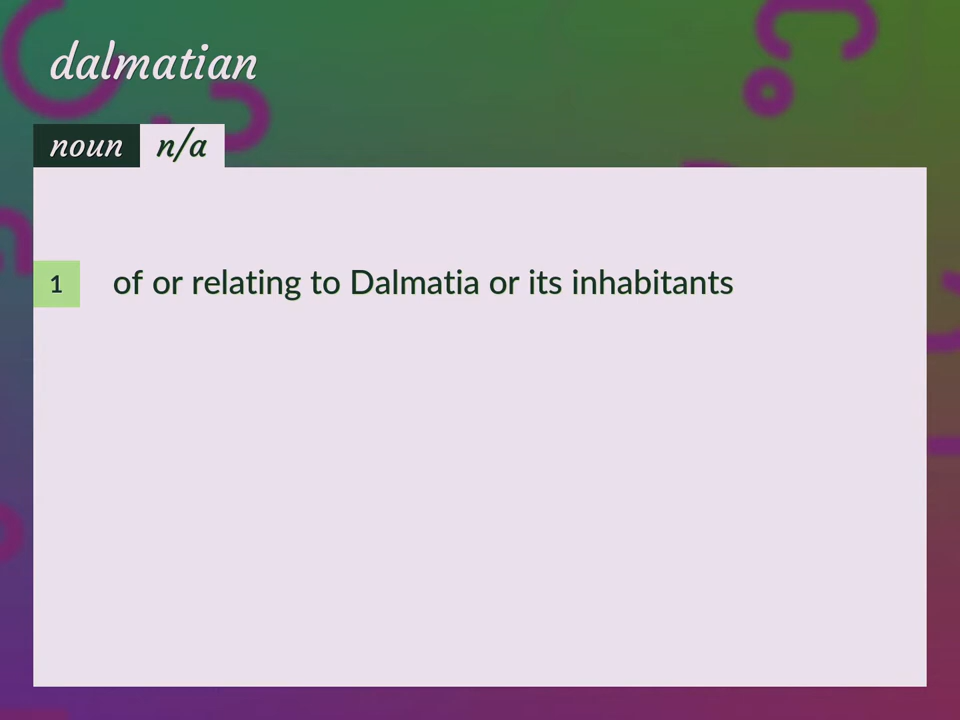 dalmatian
noun n/a
1 of or relating to Dalmatia or its inhabitants